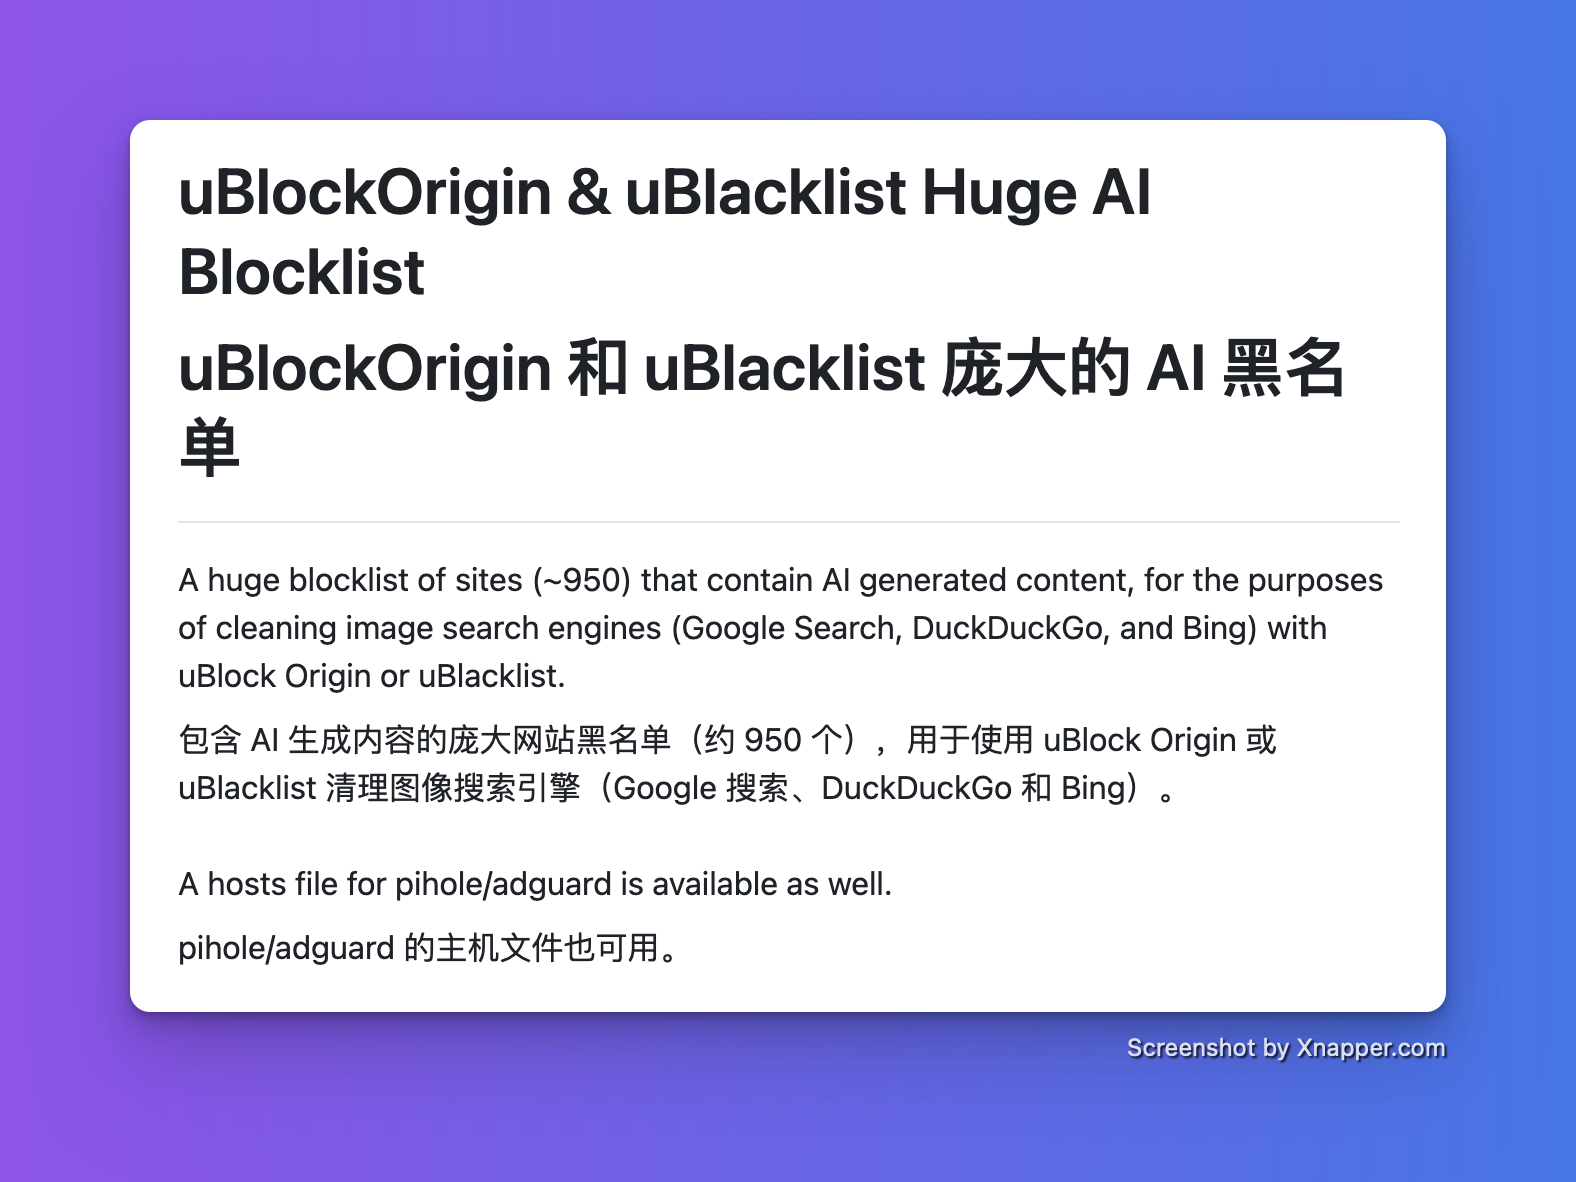 uBlockOrigin & uBlacklist Huge AI
Blocklist
uBlockOrigin 和 uBlacklist 庞大的 AI 黑名
单
A huge blocklist of sites (~950) that contain AI generated content, for the purposes
of cleaning image search engines (Google Search, DuckDuckGo, and Bing) with
uBlock Origin or uBlacklist.
包含 AI 生成内容的庞大网站黑名单（约 950 个），用于使用 uBlock Origin 或
uBlacklist 清理图像搜索引擎（Google 搜索、DuckDuckGo 和 Bing）。
A hosts file for pihole/adguard is available as well.
pihole/adguard 的主机文件也可用。
Screenshot by Xnapper.com